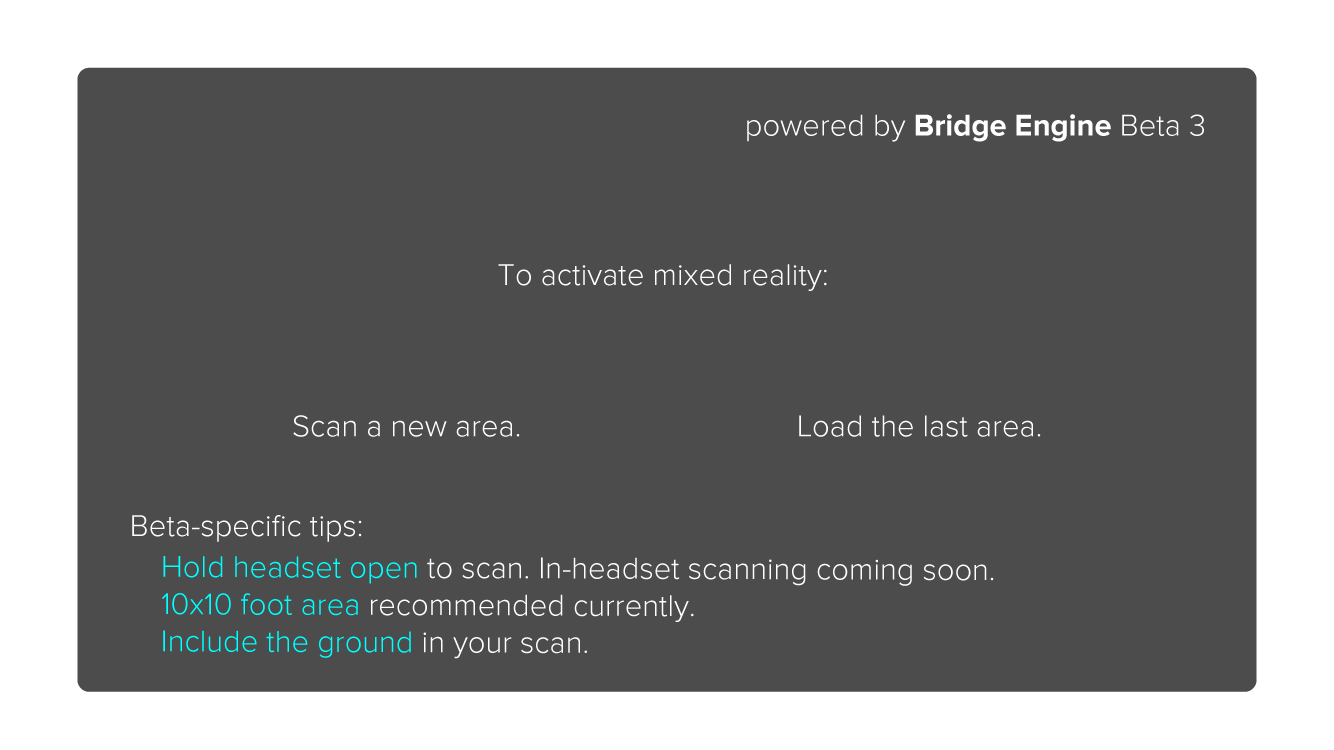 powered by Bridge Engine Beta 3
To activate mixed reality:
Scan a new area.
Load the last area.
Beta-specific tips:
Hold headset open to scan. In-headset scanning coming soon.
10x10 foot area recommended currently.
Include the ground in your scan.